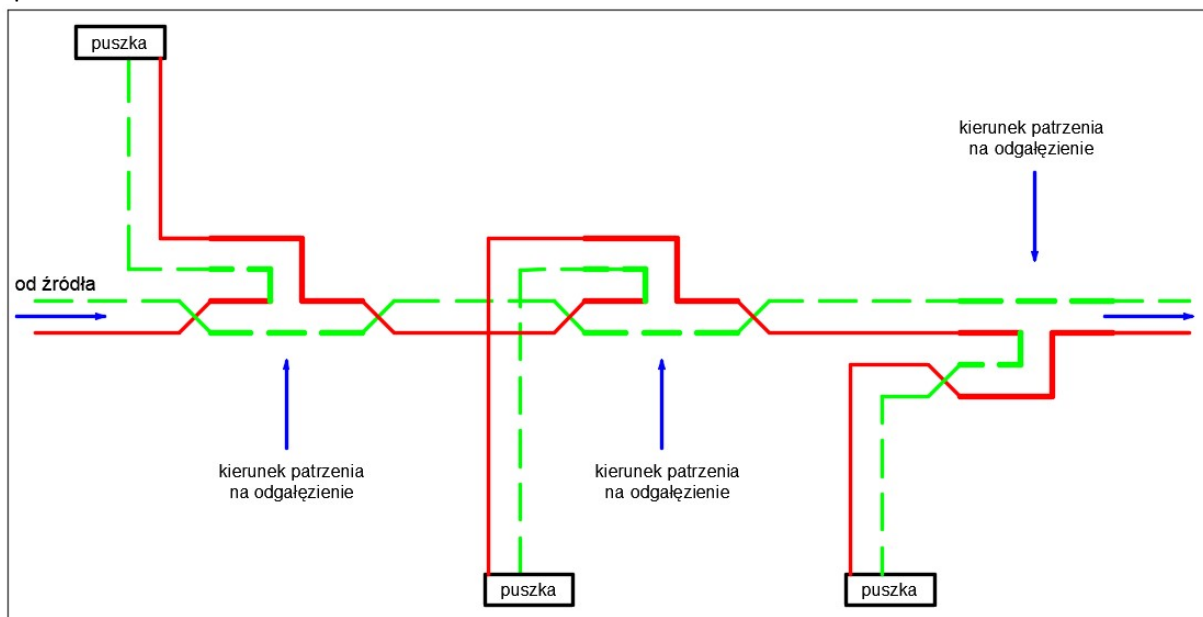 puszka
kierunek patrzenia
na odgałęzienie
od źródła
kierunek patrzenia
na odgałęzienie
kierunek patrzenia
na odgałęzienie
puszka
puszka